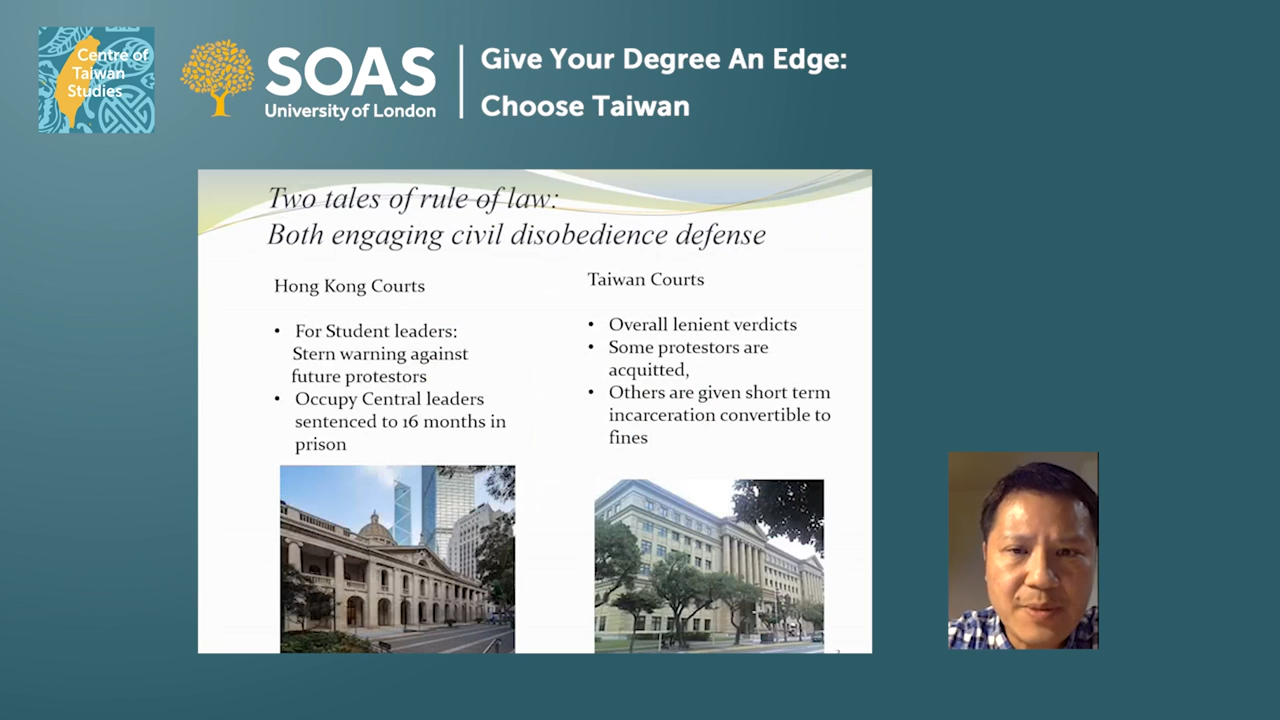 Centre of
Taiwan
Studies
SOAS
University of London
Give Your Degree An Edge:
Choose Taiwan
Two tales of rule of law:
Both engaging civil disobedience defense
Hong Kong Courts
• For Student leaders:
Stern warning against
future protestors
• Occupy Central leaders
sentenced to 16 months in
prison
Taiwan Courts
• Overall lenient verdicts
• Some protestors are
acquitted,
• Others are given short term
incarceration convertible to
fines